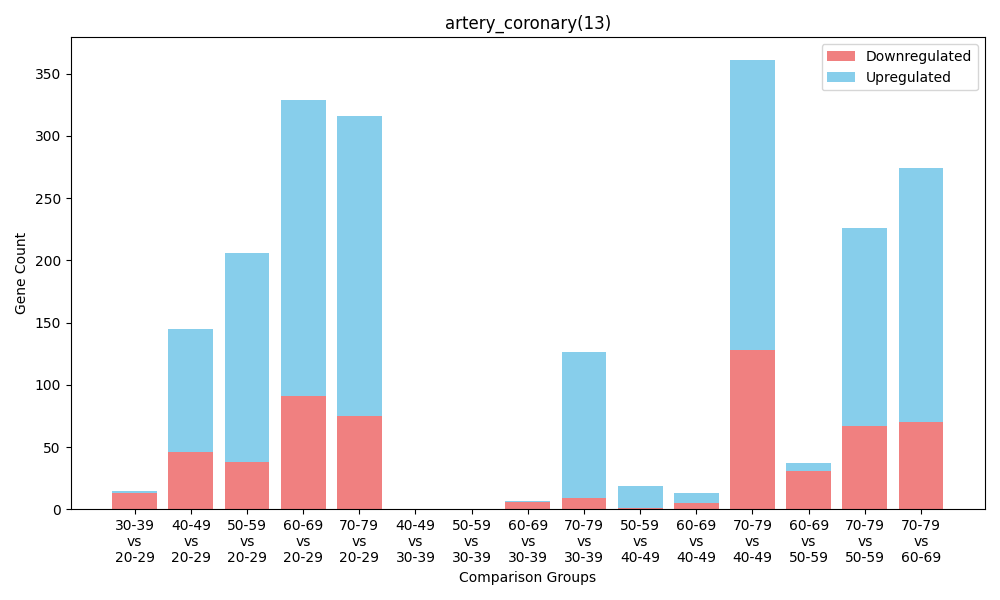 artery_coronary(13)
Downregulated
Upregulated
Gene Count
350
300
250
200
150
100
50
0
30-39
vs
20-29
40-49
vs
20-29
50-59
vs
20-29
60-69
vs
20-29
70-79
vs
20-29
40-49
vs
30-39
50-59
vs
30-39
60-69
vs
30-39
70-79
vs
30-39
50-59
vs
40-49
60-69
vs
40-49
70-79
vs
40-49
60-69
vs
50-59
70-79
vs
50-59
70-79
vs
60-69
Comparison Groups